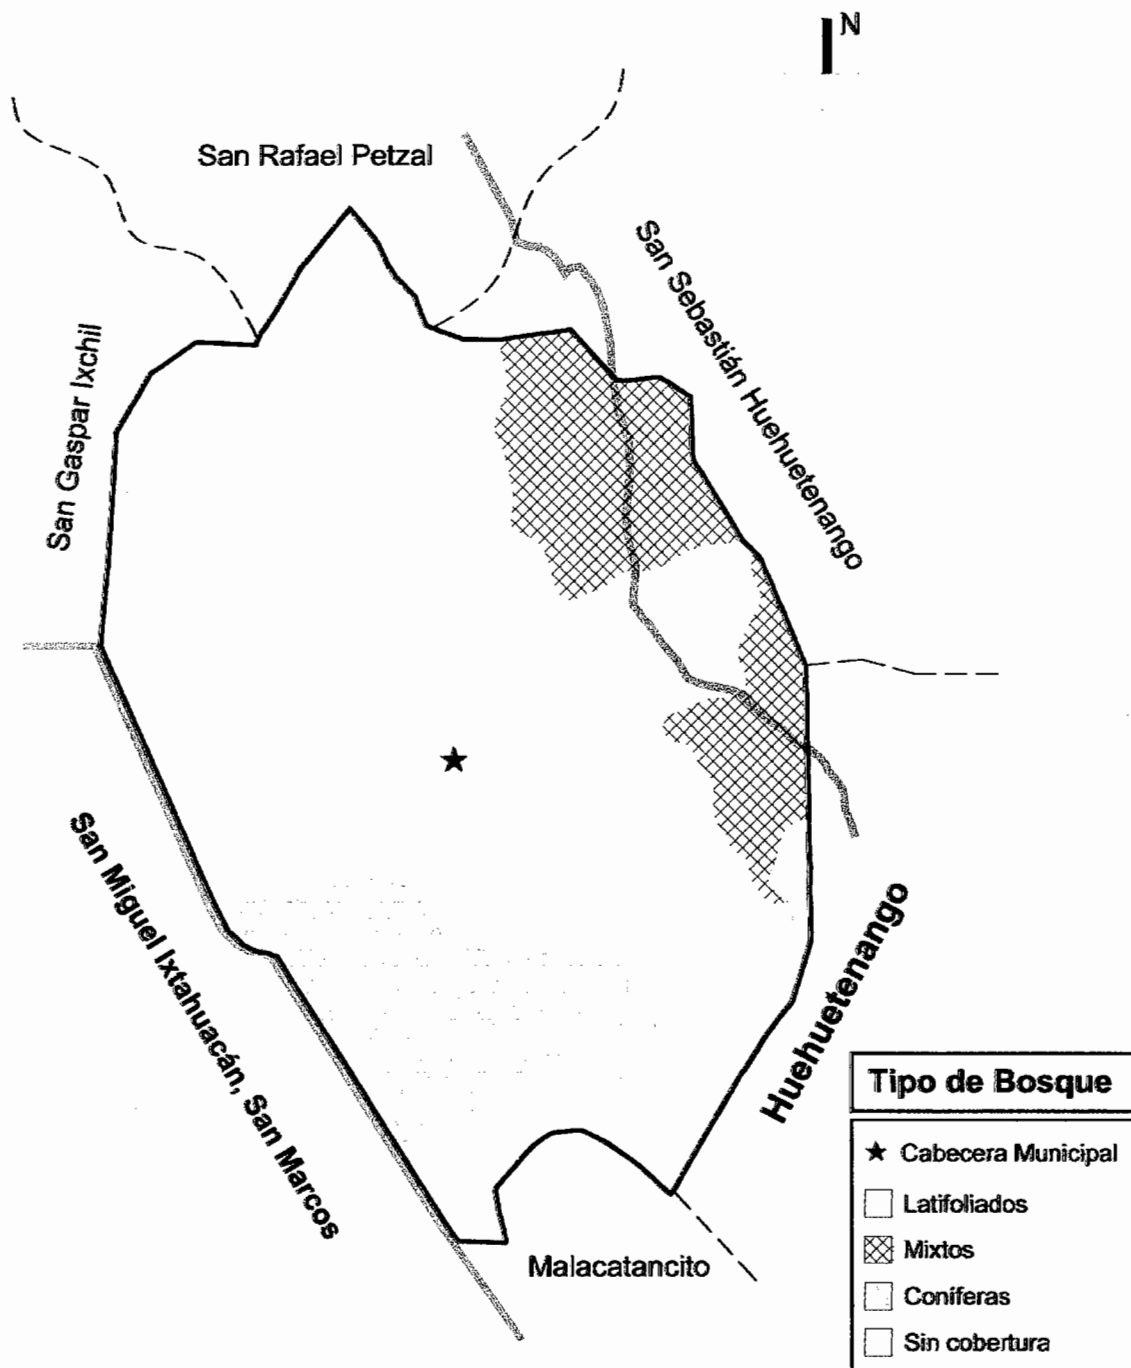 N
San Rafael Petzal
San Sebastián Huehuetenango
San Gaspar Ixchil
San Miguel Ixtahuacán, San Marcos
Huehuetenango
Malacatancito
Tipo de Bosque
Cabecera Municipal
Latifoliados
Mixtos
Coníferas
Sin cobertura